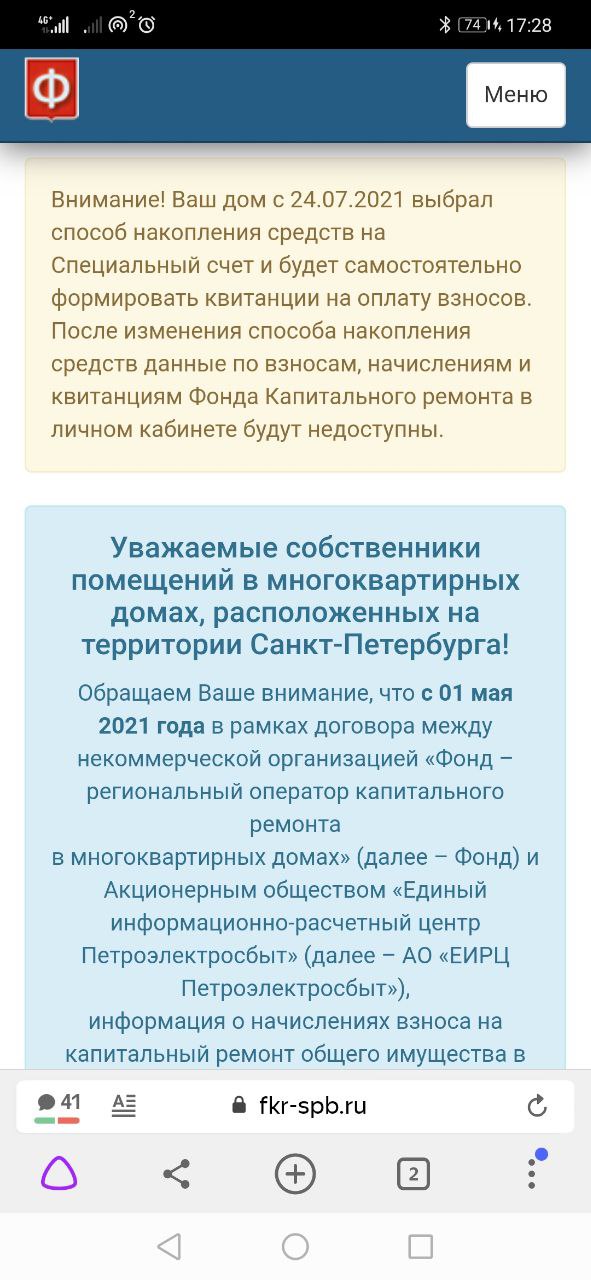 4G+
2
74
17:28
Ф
Меню
Внимание! Ваш дом с 24.07.2021 выбрал
способ накопления средств на
Специальный счет и будет самостоятельно
формировать квитанции на оплату взносов.
После изменения способа накопления
средств данные по взносам, начислениям и
квитанциям Фонда Капитального ремонта в
личном кабинете будут недоступны.
Уважаемые собственники
помещений в многоквартирных
домах, расположенных на
территории Санкт-Петербурга!
Обращаем Ваше внимание, что с 01 мая
2021 года в рамках договора между
некоммерческой организацией «Фонд –
региональный оператор капитального
ремонта
в многоквартирных домах» (далее – Фонд) и
Акционерным обществом «Единый
информационно-расчетный центр
Петроэлектросбыт» (далее – АО «ЕИРЦ
Петроэлектросбыт»),
информация о начислениях взноса на
капитальный ремонт общего имущества в
41
A
fkr-spb.ru
2